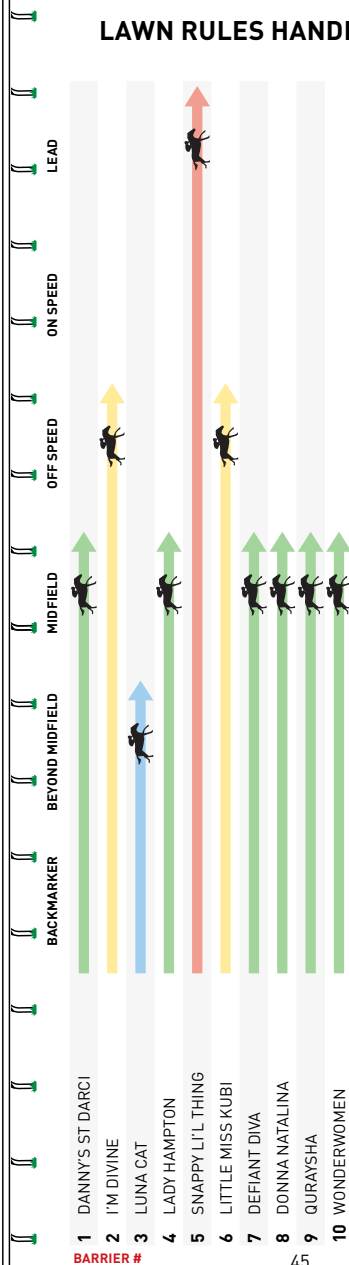 LAWN RULES HANDI
LEAD
ON SPEED
OFF SPEED
MIDFIELD
BEYOND MIDFIELD
BACKMARKER
1 DANNY'S ST DARCI
2 I'M DIVINE
3 LUNA CAT
4 LADY HAMPTON
5 SNAPPY LI'L THING
6 LITTLE MISS KUBI
7 DEFIANT DIVA
8 DONNA NATALINA
9 QURAYSHA
10 WONDERWOMEN
BARRIER #
45